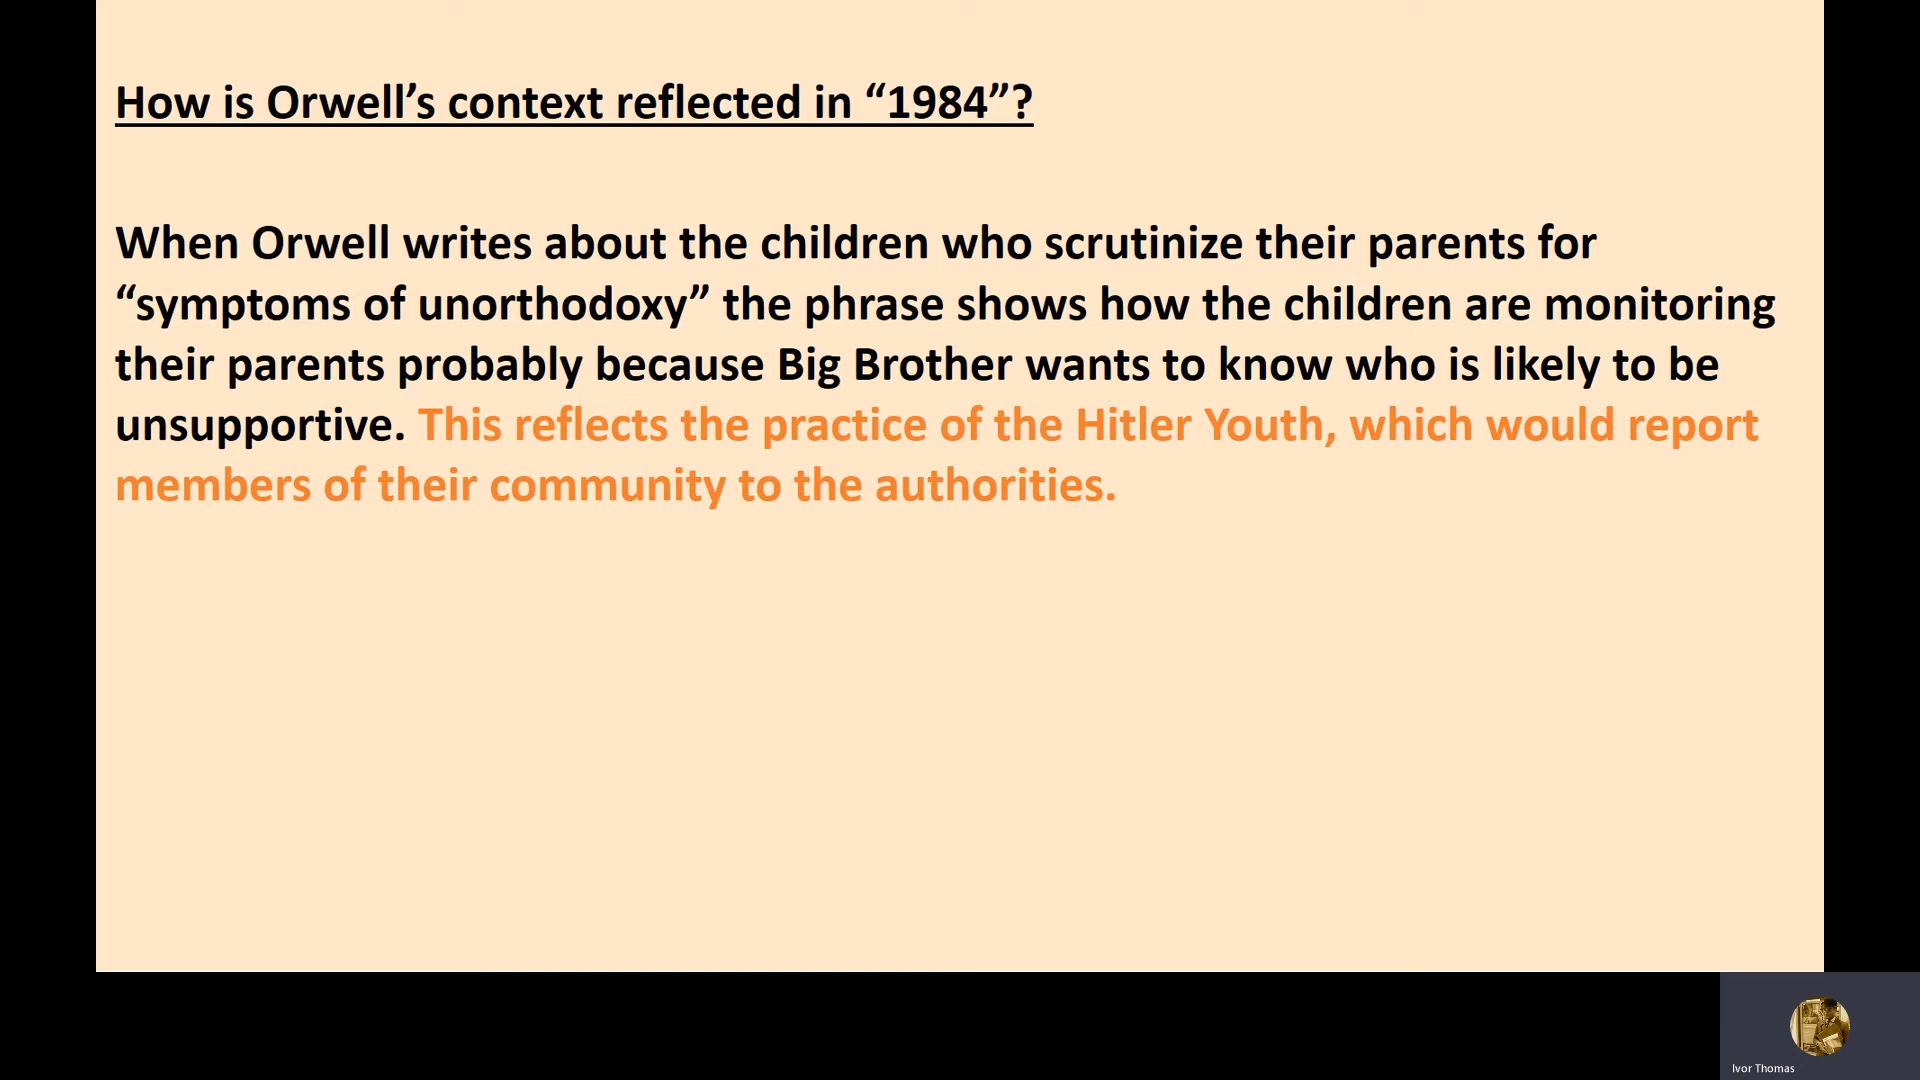 How is Orwell’s context reflected in “1984”?
When Orwell writes about the children who scrutinize their parents for
“symptoms of unorthodoxy” the phrase shows how the children are monitoring
their parents probably because Big Brother wants to know who is likely to be
unsupportive. This reflects the practice of the Hitler Youth, which would report
members of their community to the authorities.
Ivor Thomas